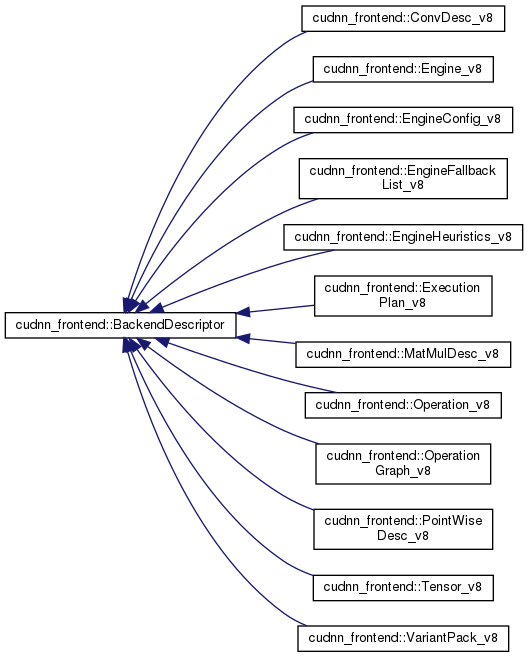 cudnn_frontend::ConvDesc_v8
cudnn_frontend::Engine_v8
cudnn_frontend::EngineConfig_v8
cudnn_frontend::EngineFallback
List_v8
cudnn_frontend::EngineHeuristics_v8
cudnn_frontend::Execution
Plan_v8
cudnn_frontend::BackendDescriptor
cudnn_frontend::MatMulDesc_v8
cudnn_frontend::Operation_v8
cudnn_frontend::Operation
Graph_v8
cudnn_frontend::PointWise
Desc_v8
cudnn_frontend::Tensor_v8
cudnn_frontend::VariantPack_v8